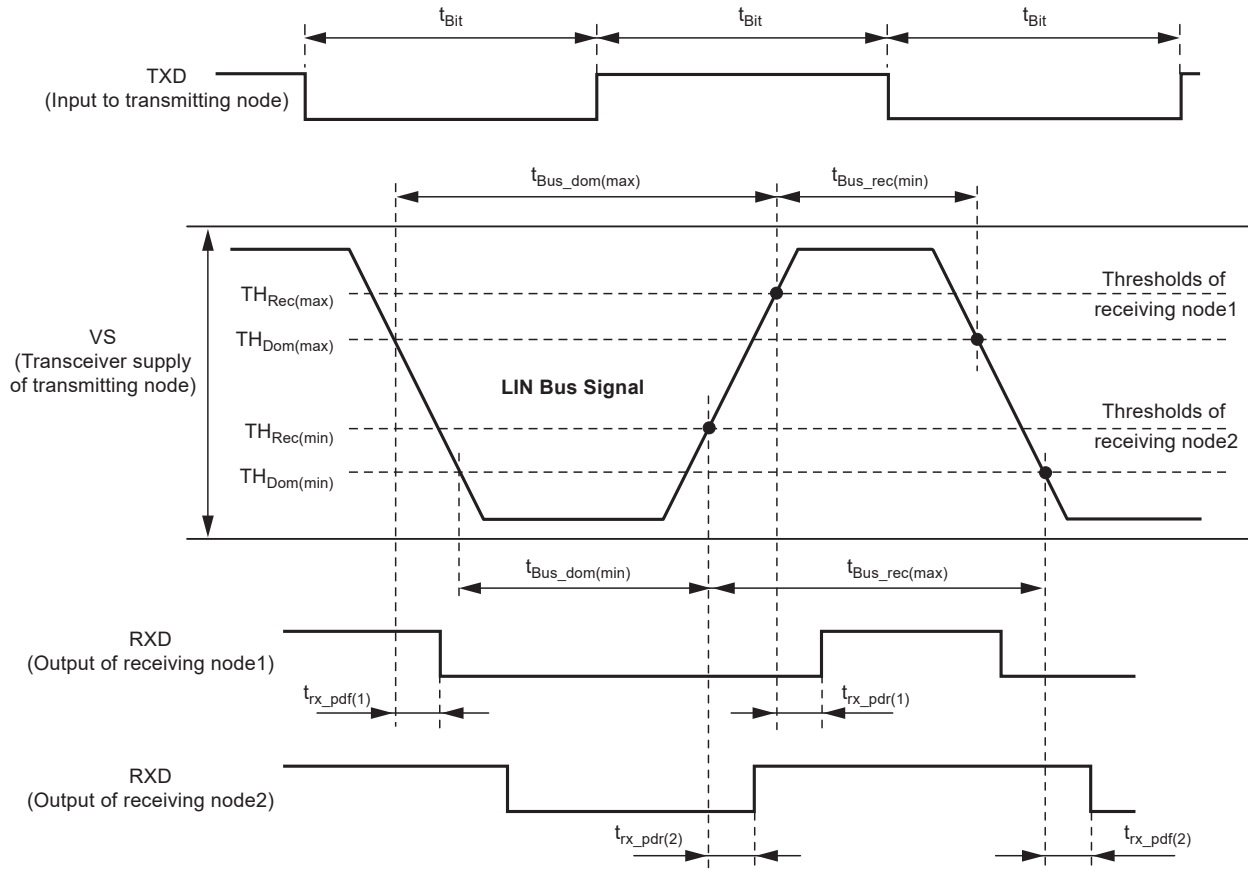 tBit
tBit
tBit
TXD
(Input to transmitting node)
tBus_dom(max)
tBus_rec(min)
THRec(max)
Thresholds of
receiving node1
THDom(max)
VS
(Transceiver supply
of transmitting node)
LIN Bus Signal
THRec(min)
Thresholds of
receiving node2
THDom(min)
tBus_dom(min)
tBus_rec(max)
RXD
(Output of receiving node1)
trx_pdf(1)
trx_pdr(1)
RXD
(Output of receiving node2)
trx_pdr(2)
trx_pdf(2)